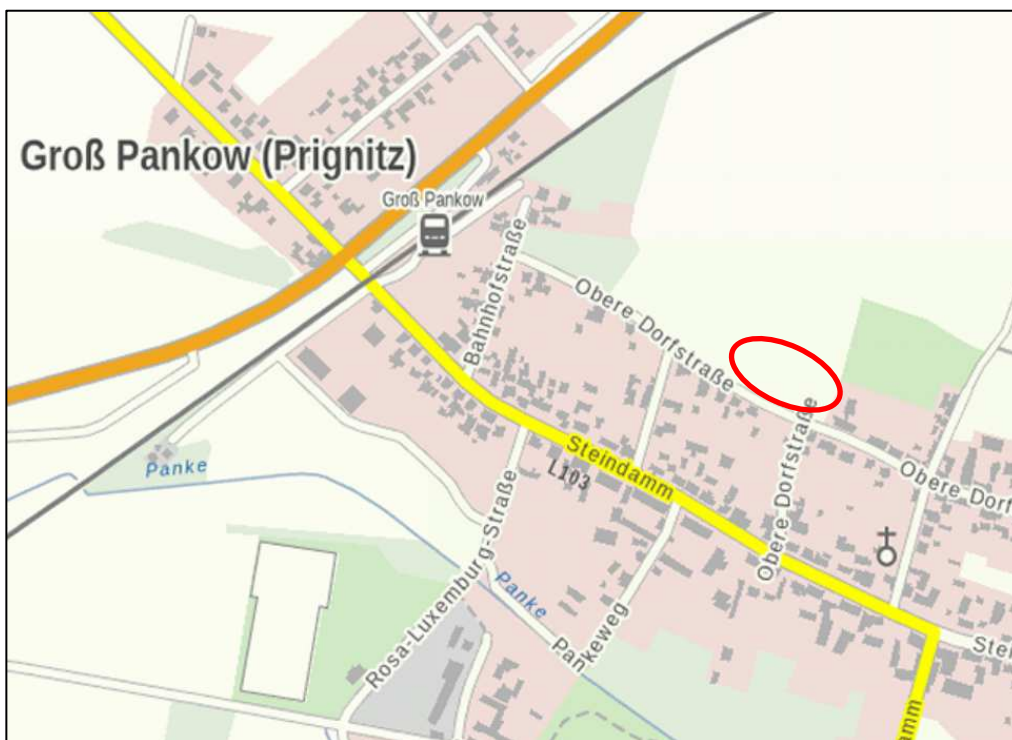 Groß Pankow (Prignitz)
Groß Pankow
Bahnhofstraße
Obere Dorfstraße
Steindamm
L103
Obere Dorfstraße
Obere Dorf
Panke
Rosa-Luxemburg-Straße
Panke
Pankeweg
Stei
amm